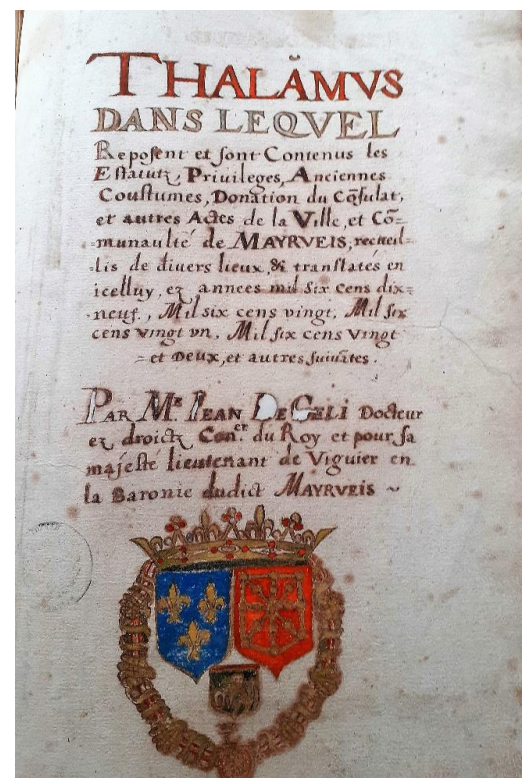 THALÃMVS
DANS LEQVEL
Reposent et sont Contenus les
Estatutz, Priuileges, Anciennes
Coustumes, Donation du Cõsulat,
et autres Actes de la Ville, et Cõ-
-munaulté de MAYRVEIS, recueil-
-lis de diuers lieux, & translatés en
icelluy, ez annees mil six cens dix-
neuf, Mil six cens vingt, Mil six
cens vingt vn, Mil six cens vingt
et Deux, et autres suiuãtes.
PAR Mᵉ IEAN DE GELI Docteur
ez droictz Conᵉʳ du Roy et pour sa
majesté lieutenant de Viguier en
la Baronie dudict MAYRVEIS ~